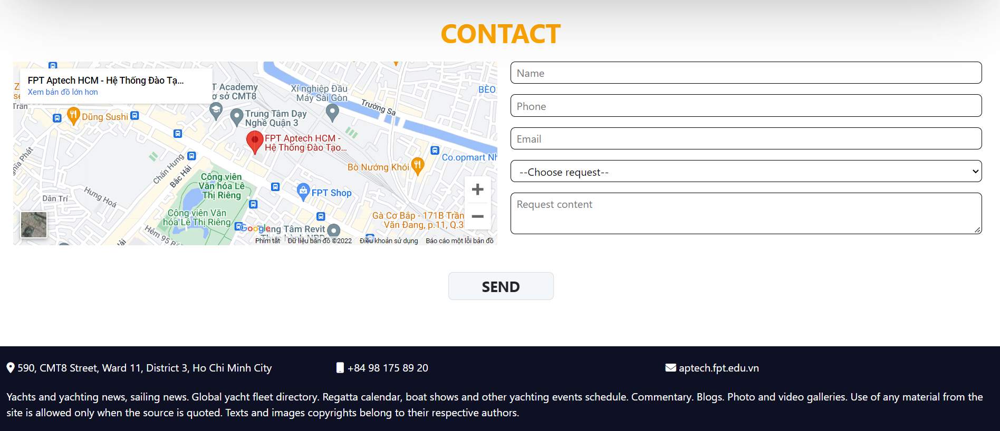 CONTACT
FPT Aptech HCM - Hệ Thống Đào Tạ...
Xem bản đồ lớn hơn
T Academy
ơ sở CMT8
Xí nghiệp Đầu
Máy Sài Gòn
BÈO
Trần
Dũng Sushi
Trung Tâm Dạy
Nghề Quận 3
Trường Sa
FPT Aptech HCM -
Hệ Thống Đào Tạo...
Co.opmart Nh
Bò Nướng Khói
ghĩa Phát
Chấn Hưng
Bắc Hải
Công viên
Văn hóa Lê
Thị Riêng
Hưng Hoá
Dân Trí
FPT Shop
Công viên Văn
hóa Lê Thị Riêng
Gà Cơ Bắp - 171B Trần
Văn Đang, p.11, Q.3
Hẻm 95
Google
Tâm Revit
Phím tắt Dữ liệu bản đồ ©2022 Điều khoản sử dụng Báo cáo một lỗi bản đồ
Name
Phone
Email
--Choose request--
Request content
SEND
590, CMT8 Street, Ward 11, District 3, Ho Chi Minh City
+84 98 175 89 20
aptech.fpt.edu.vn
Yachts and yachting news, sailing news. Global yacht fleet directory. Regatta calendar, boat shows and other yachting events schedule. Commentary. Blogs. Photo and video galleries. Use of any material from the
site is allowed only when the source is quoted. Texts and images copyrights belong to their respective authors.